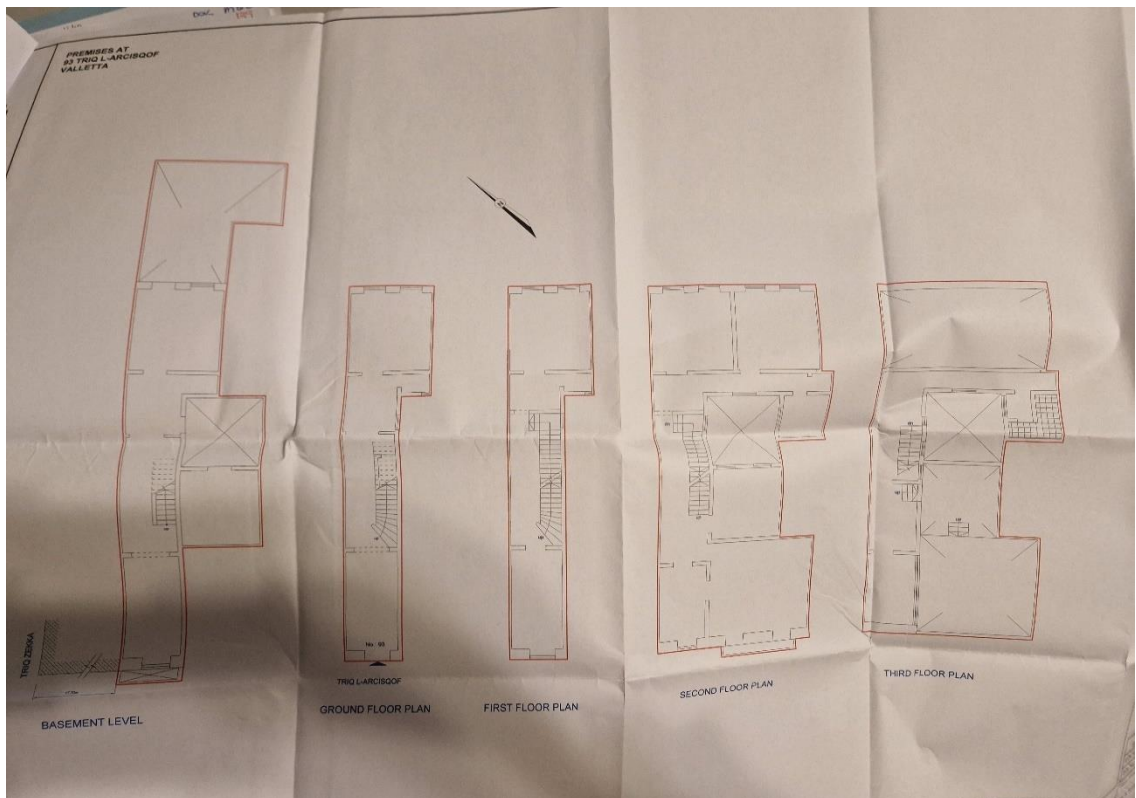 PREMISES AT
93 TRIQ L-ARCISQOF
VALLETTA
TRIQ ZEKKA
BASEMENT LEVEL
No 93
TRIQ L-ARCISQOF
GROUND FLOOR PLAN
FIRST FLOOR PLAN
SECOND FLOOR PLAN
THIRD FLOOR PLAN